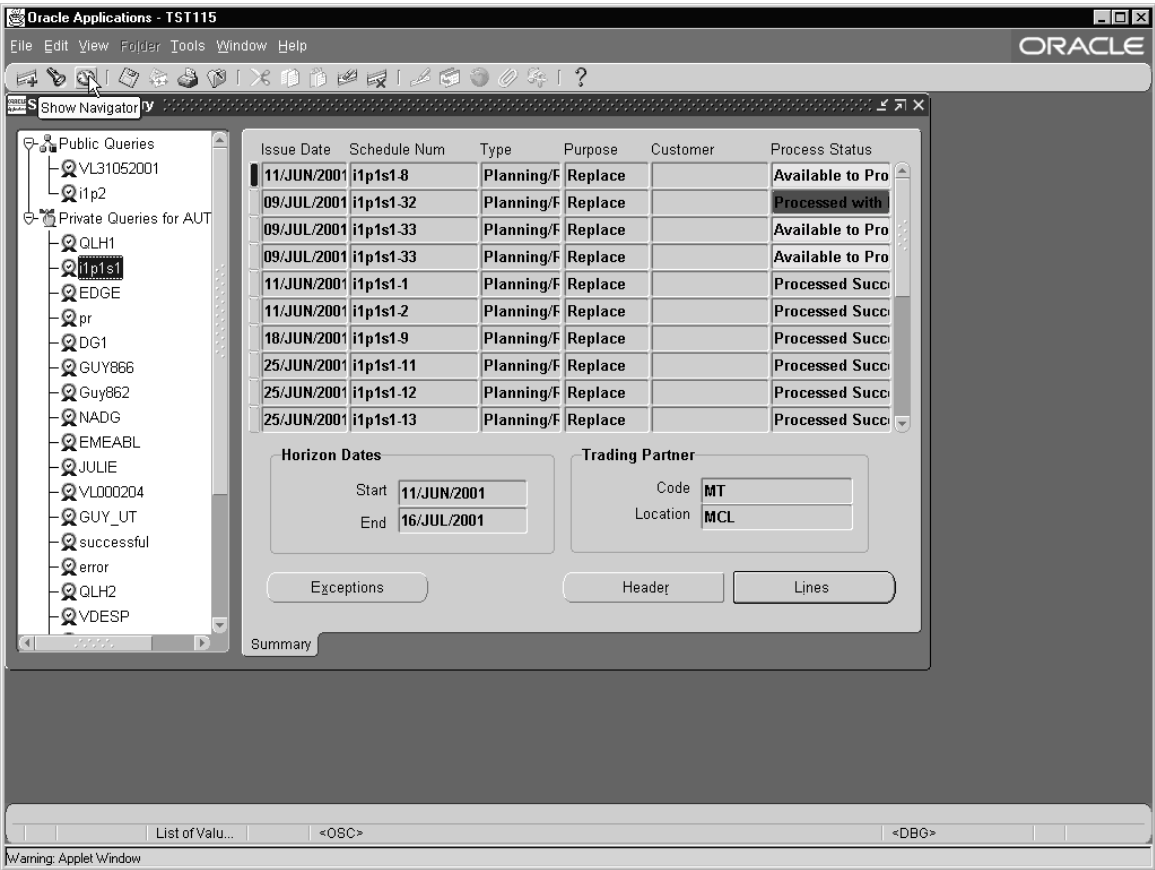 Oracle Applications - TST115
File Edit View Folder Tools Window Help
ORACLE
Show Navigator
Public Queries
VL31052001
i1p2
Private Queries for AUT
QLH1
i1p1s1
EDGE
pr
DG1
GUY866
Guy862
NADG
EMEABL
JULIE
VL000204
GUY_UT
successful
error
QLH2
VDESP
Issue Date Schedule Num Type Purpose Customer Process Status
11/JUN/2001 i1p1s1-8 Planning/F Replace Available to Pro
09/JUL/2001 i1p1s1-32 Planning/F Replace Processed with
09/JUL/2001 i1p1s1-33 Planning/F Replace Available to Pro
09/JUL/2001 i1p1s1-33 Planning/F Replace Available to Pro
11/JUN/2001 i1p1s1-1 Planning/F Replace Processed Succ
11/JUN/2001 i1p1s1-2 Planning/F Replace Processed Succ
18/JUN/2001 i1p1s1-9 Planning/F Replace Processed Succ
25/JUN/2001 i1p1s1-11 Planning/F Replace Processed Succ
25/JUN/2001 i1p1s1-12 Planning/F Replace Processed Succ
25/JUN/2001 i1p1s1-13 Planning/F Replace Processed Succ
Horizon Dates
Start 11/JUN/2001
End 16/JUL/2001
Trading Partner
Code MT
Location MCL
Exceptions Header Lines
Summary
List of Valu... <OSC> <DBG>
Warning: Applet Window